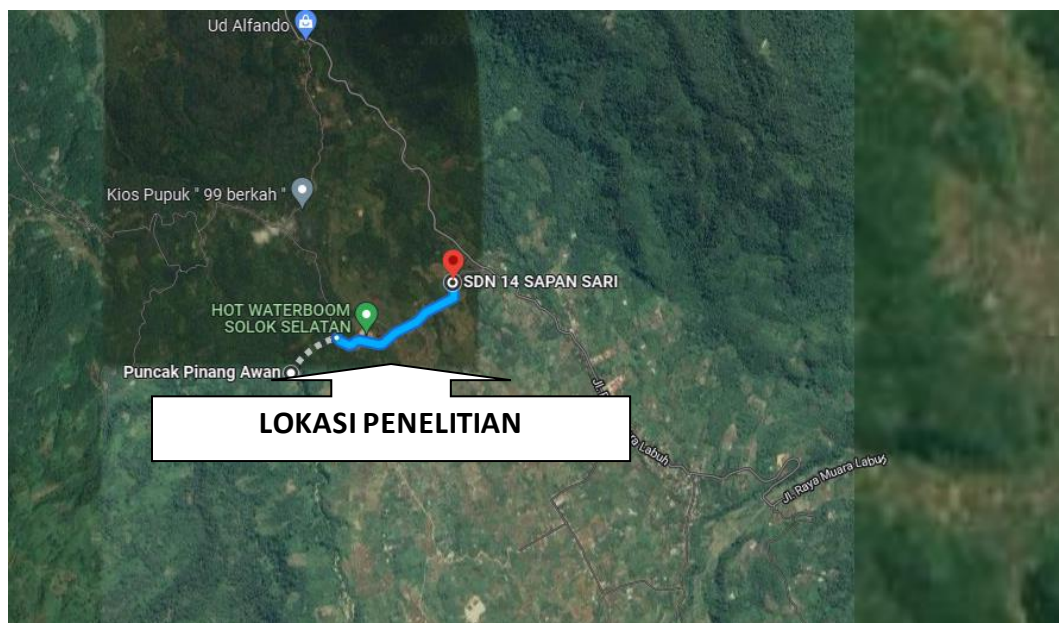 Ud Alfando
Kios Pupuk " 99 berkah "
SDN 14 SAPAN SARI
HOT WATERBOOM
SOLOK SELATAN
Puncak Pinang Awan
LOKASI PENELITIAN
Labuh
Jl. Raya Muara Labuh